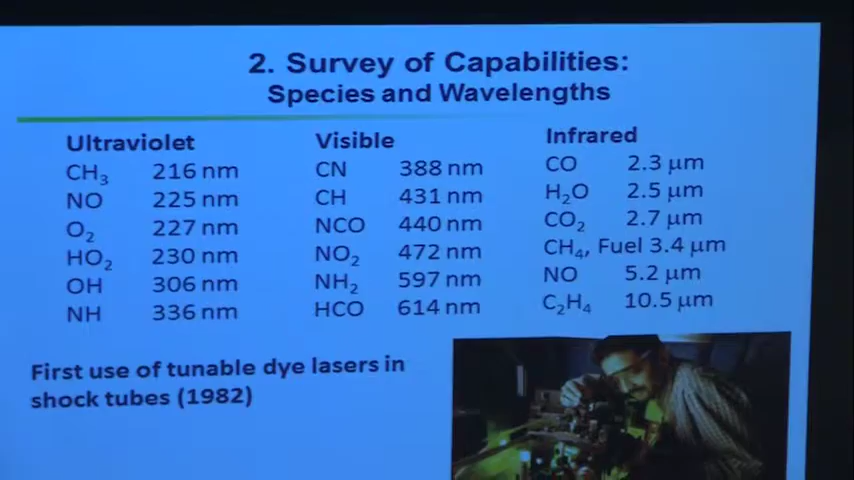 2. Survey of Capabilities:
Species and Wavelengths
Ultraviolet
CH₃ 216 nm
NO 225 nm
O₂ 227 nm
HO₂ 230 nm
OH 306 nm
NH 336 nm
Visible
CN 388 nm
CH 431 nm
NCO 440 nm
NO₂ 472 nm
NH₂ 597 nm
HCO 614 nm
Infrared
CO 2.3 μm
H₂O 2.5 μm
CO₂ 2.7 μm
CH₄, Fuel 3.4 μm
NO 5.2 μm
C₂H₄ 10.5 μm
First use of tunable dye lasers in
shock tubes (1982)